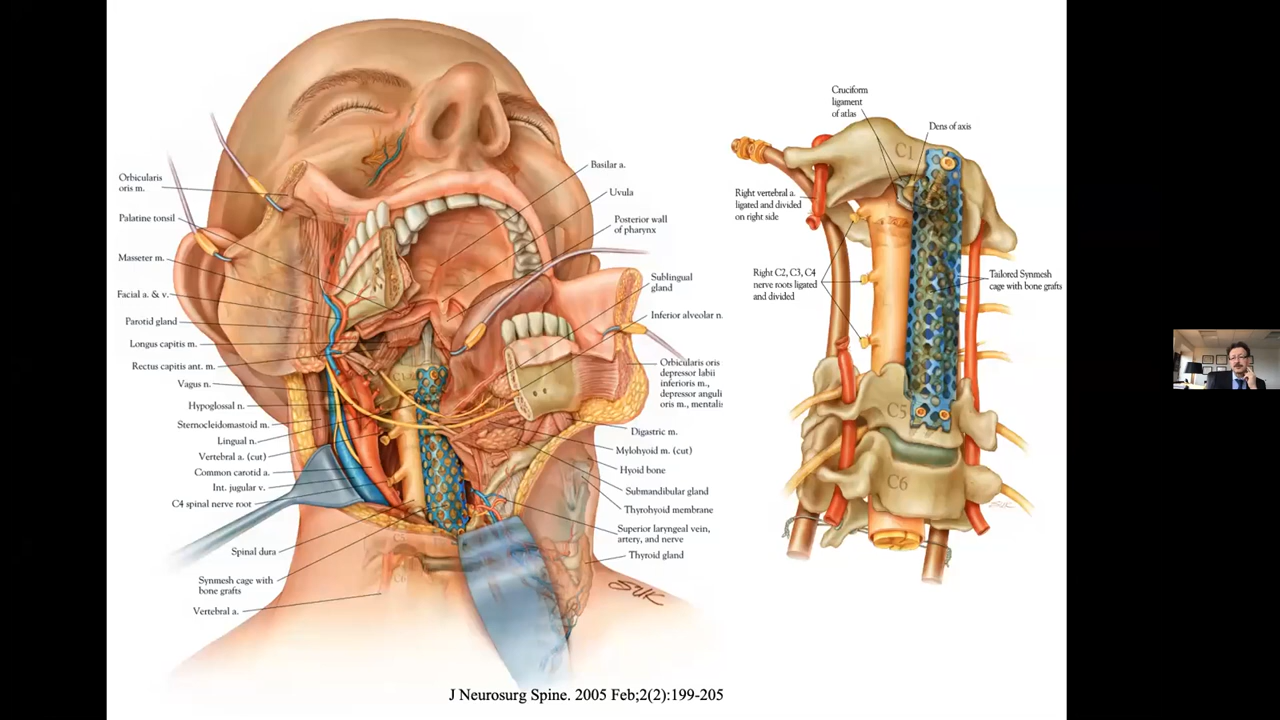 Orbicularis
oris m.
Palatine tonsil
Masseter m.
Facial a. & v.
Parotid gland
Longus capitis m.
Rectus capitis ant. m.
Vagus n.
Hypoglossal n.
Sternocleidomastoid m.
Lingual n.
Vertebral a. (cut)
Common carotid a.
Int. jugular v.
C4 spinal nerve root
Spinal dura
Synmesh cage with
bone grafts
Vertebral a.
Basilar a.
Uvula
Posterior wall
of pharynx
Sublingual
gland
Inferior alveolar n.
Orbicularis oris
depressor labii
inferioris m.,
depressor anguli
oris m., mentalis
Digastric m.
Mylohyoid m. (cut)
Hyoid bone
Submandibular gland
Thyrohyoid membrane
Superior laryngeal vein,
artery, and nerve
Thyroid gland
C6
SUK
Cruciform
ligament
of atlas
Dens of axis
C1
Right vertebral a.
ligated and divided
on right side
Right C2, C3, C4
nerve roots ligated
and divided
Tailored Synmesh
cage with bone grafts
C5
C6
SUK
J Neurosurg Spine. 2005 Feb;2(2):199-205